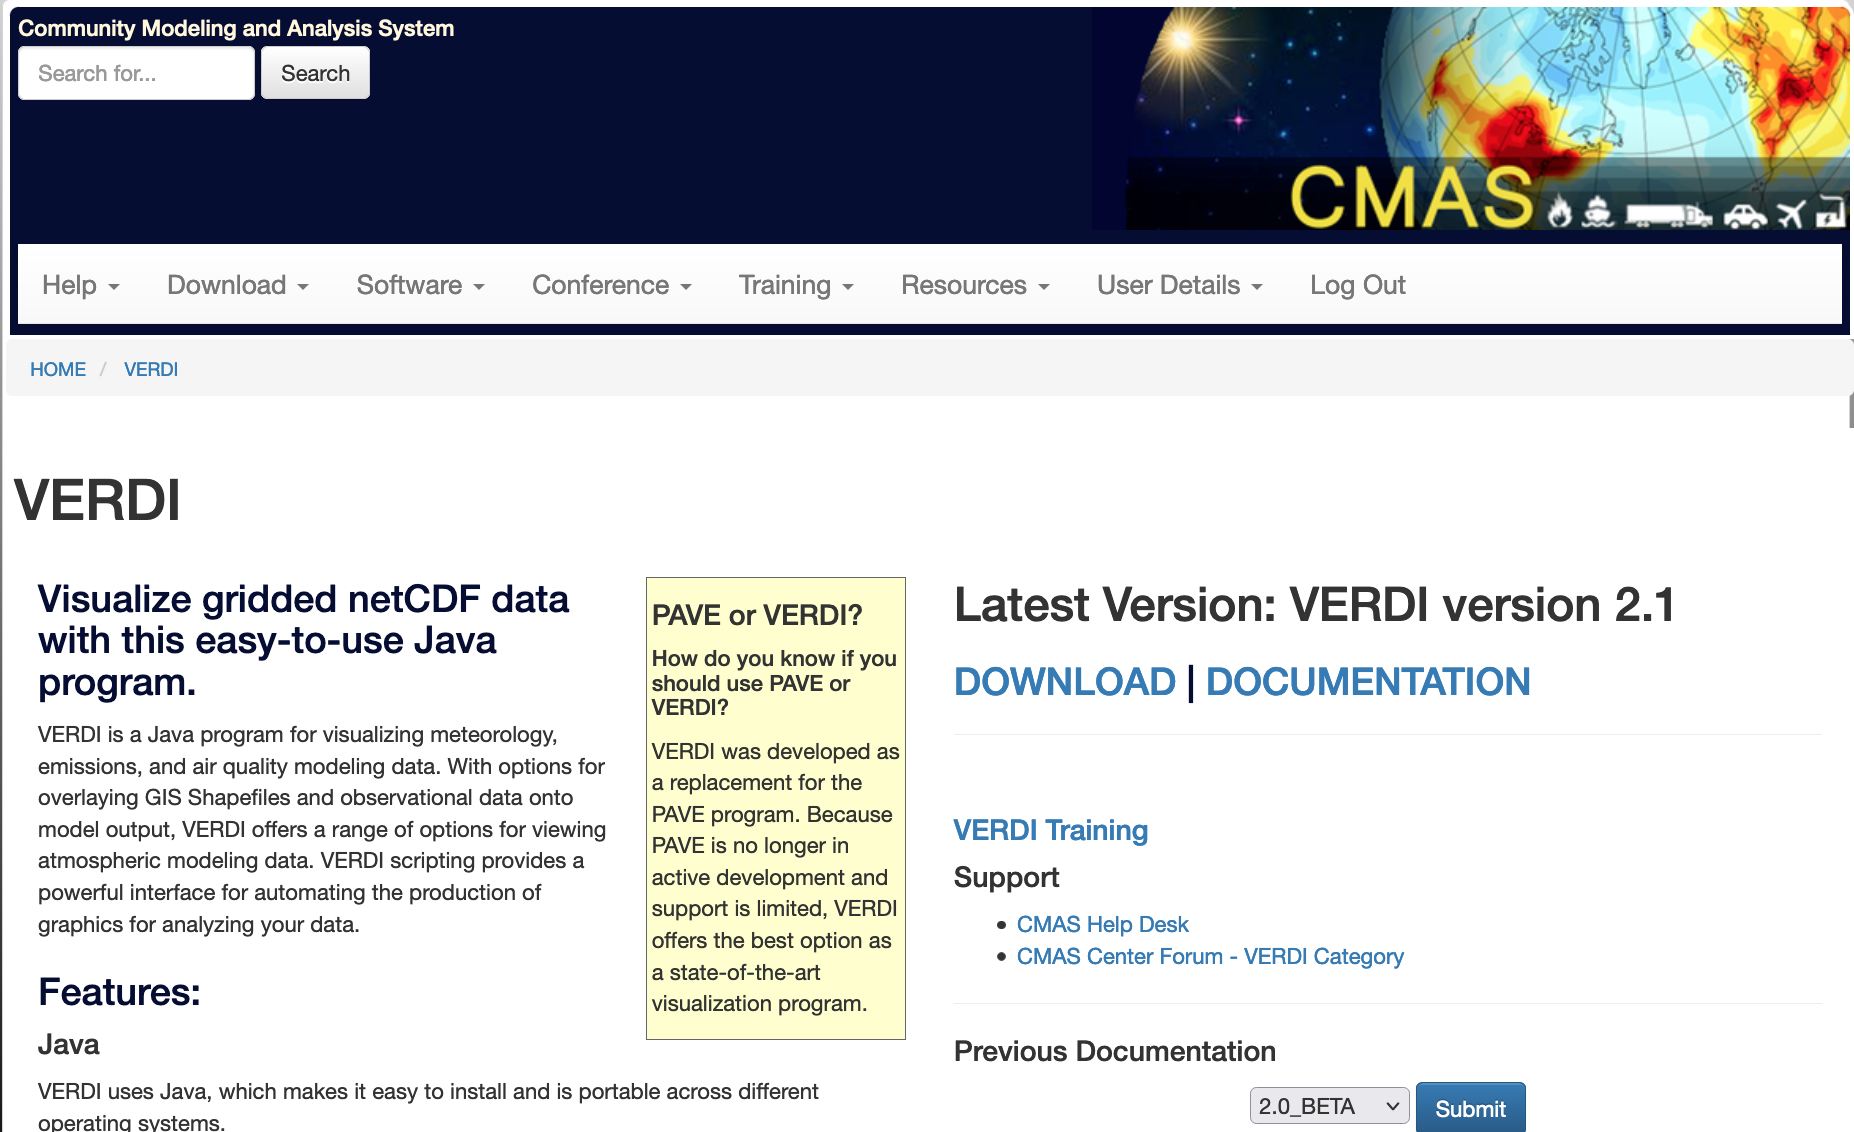 Community Modeling and Analysis System
Search for...
Search
CMAS
Help
Download
Software
Conference
Training
Resources
User Details
Log Out
HOME / VERDI
VERDI
Visualize gridded netCDF data
with this easy-to-use Java
program.
VERDI is a Java program for visualizing meteorology,
emissions, and air quality modeling data. With options for
overlaying GIS Shapefiles and observational data onto
model output, VERDI offers a range of options for viewing
atmospheric modeling data. VERDI scripting provides a
powerful interface for automating the production of
graphics for analyzing your data.
Features:
Java
VERDI uses Java, which makes it easy to install and is portable across different
operating systems.
PAVE or VERDI?
How do you know if you
should use PAVE or
VERDI?
VERDI was developed as
a replacement for the
PAVE program. Because
PAVE is no longer in
active development and
support is limited, VERDI
offers the best option as
a state-of-the-art
visualization program.
Latest Version: VERDI version 2.1
DOWNLOAD | DOCUMENTATION
VERDI Training
Support
• CMAS Help Desk
• CMAS Center Forum - VERDI Category
Previous Documentation
2.0_BETA
Submit